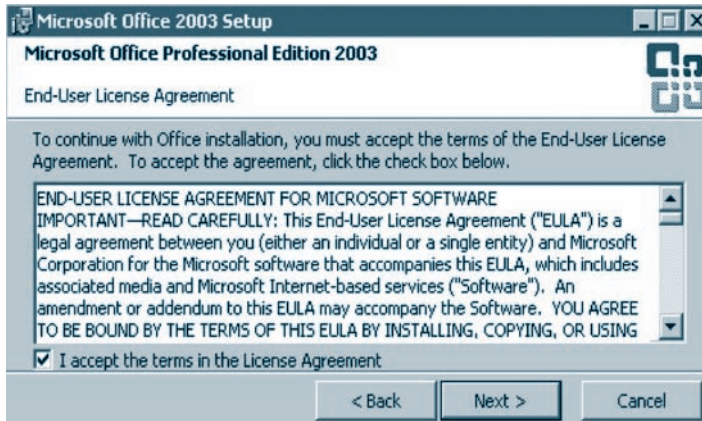 Microsoft Office 2003 Setup
Microsoft Office Professional Edition 2003
End-User License Agreement
To continue with Office installation, you must accept the terms of the End-User License
Agreement. To accept the agreement, click the check box below.
END-USER LICENSE AGREEMENT FOR MICROSOFT SOFTWARE
IMPORTANT—READ CAREFULLY: This End-User License Agreement ("EULA") is a
legal agreement between you (either an individual or a single entity) and Microsoft
Corporation for the Microsoft software that accompanies this EULA, which includes
associated media and Microsoft Internet-based services ("Software"). An
amendment or addendum to this EULA may accompany the Software. YOU AGREE
TO BE BOUND BY THE TERMS OF THIS EULA BY INSTALLING, COPYING, OR USING
I accept the terms in the License Agreement
< Back Next > Cancel